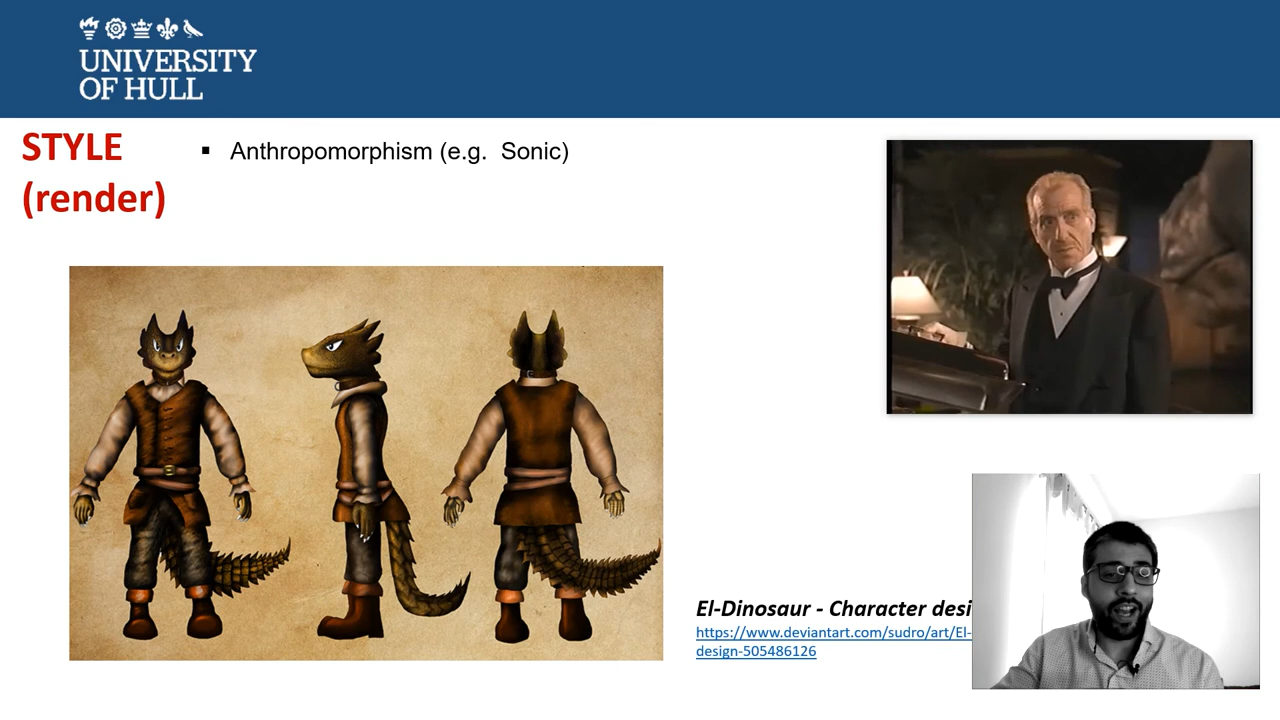 UNIVERSITY
OF HULL
STYLE
(render)
▪ Anthropomorphism (e.g. Sonic)
El-Dinosaur - Character desi
https://www.deviantart.com/sudro/art/El-
design-505486126